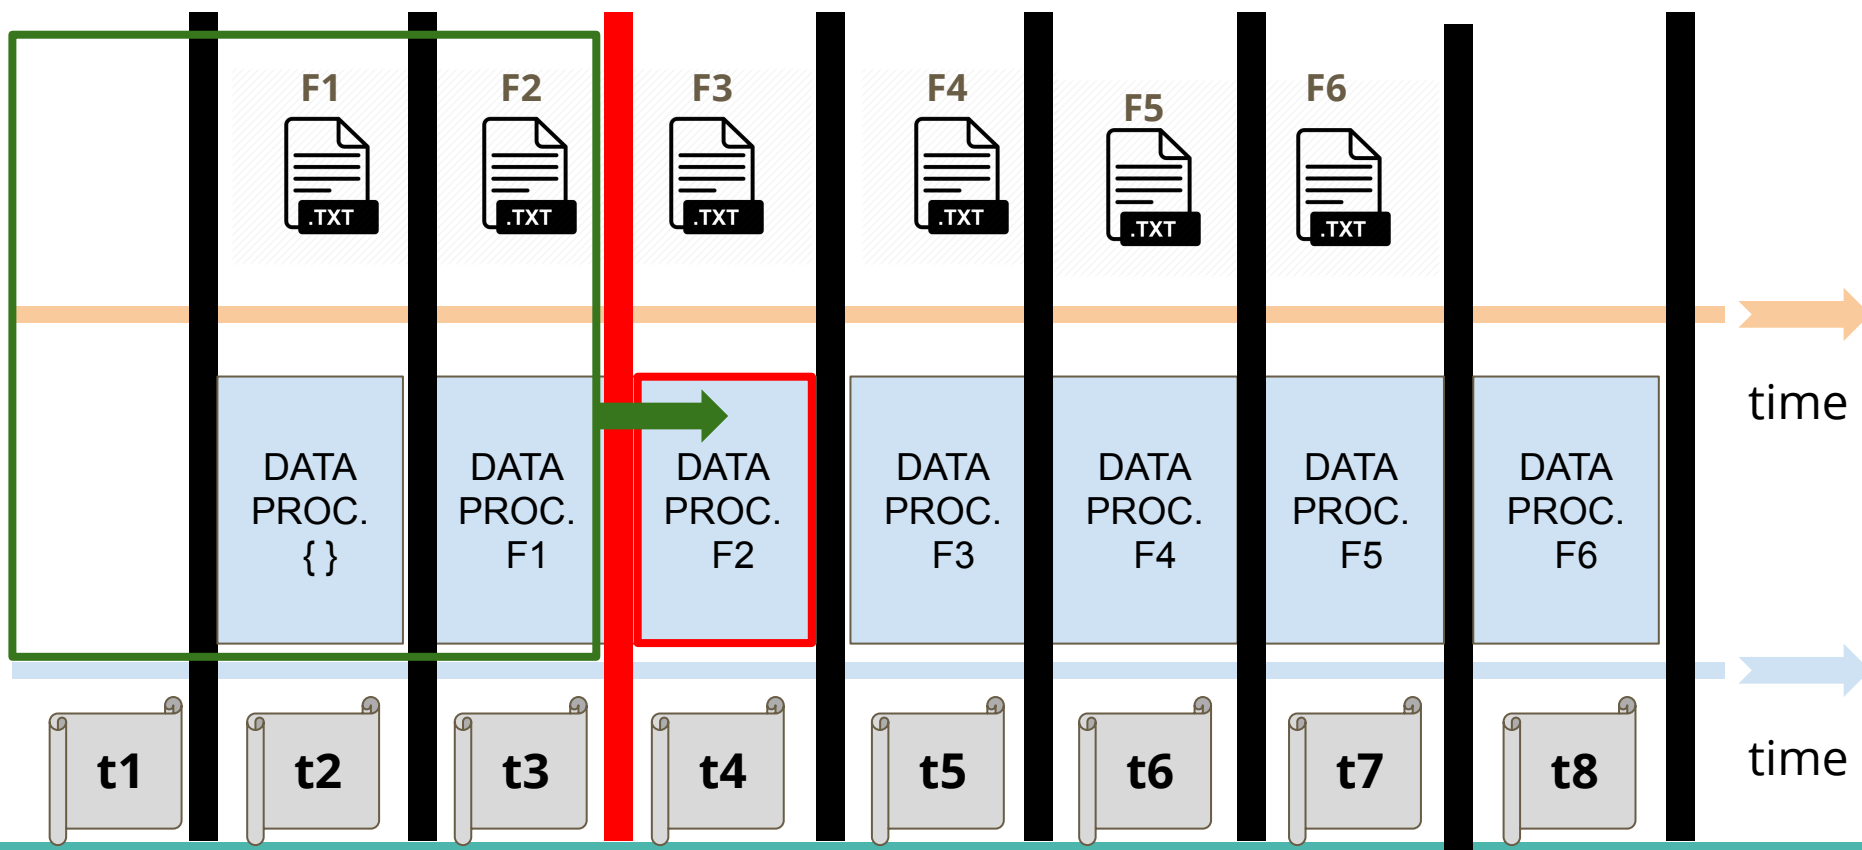 F1
F2
F3
F4
F5
F6
.TXT
.TXT
.TXT
.TXT
.TXT
.TXT
time
DATA
PROC.
{ }
DATA
PROC.
F1
DATA
PROC.
F2
DATA
PROC.
F3
DATA
PROC.
F4
DATA
PROC.
F5
DATA
PROC.
F6
t1
t2
t3
t4
t5
t6
t7
t8
time